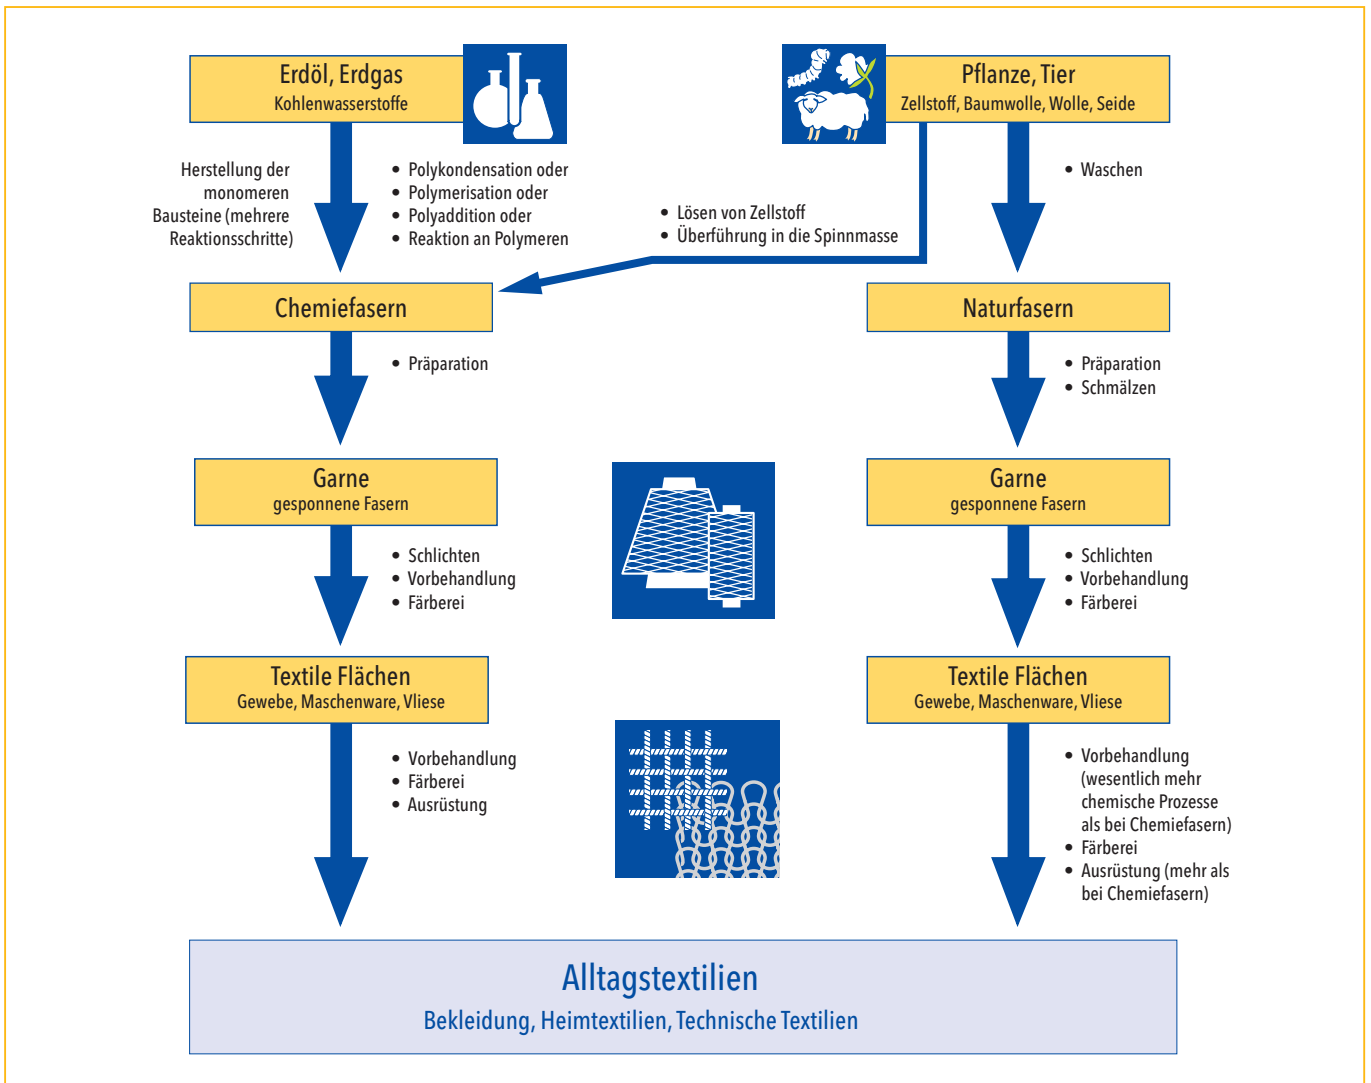 Erdöl, Erdgas
Kohlenwasserstoffe
Pflanze, Tier
Zellstoff, Baumwolle, Wolle, Seide
Herstellung der
monomeren
Bausteine (mehrere
Reaktionsschritte)
• Polykondensation oder
• Polymerisation oder
• Polyaddition oder
• Reaktion an Polymeren
• Lösen von Zellstoff
• Überführung in die Spinnmasse
• Waschen
Chemiefasern
Naturfasern
• Präparation
• Präparation
• Schmälzen
Garne
gesponnene Fasern
Garne
gesponnene Fasern
• Schlichten
• Vorbehandlung
• Färberei
• Schlichten
• Vorbehandlung
• Färberei
Textile Flächen
Gewebe, Maschenware, Vliese
Textile Flächen
Gewebe, Maschenware, Vliese
• Vorbehandlung
• Färberei
• Ausrüstung
• Vorbehandlung
(wesentlich mehr
chemische Prozesse
als bei Chemiefasern)
• Färberei
• Ausrüstung (mehr als
bei Chemiefasern)
Alltagstextilien
Bekleidung, Heimtextilien, Technische Textilien